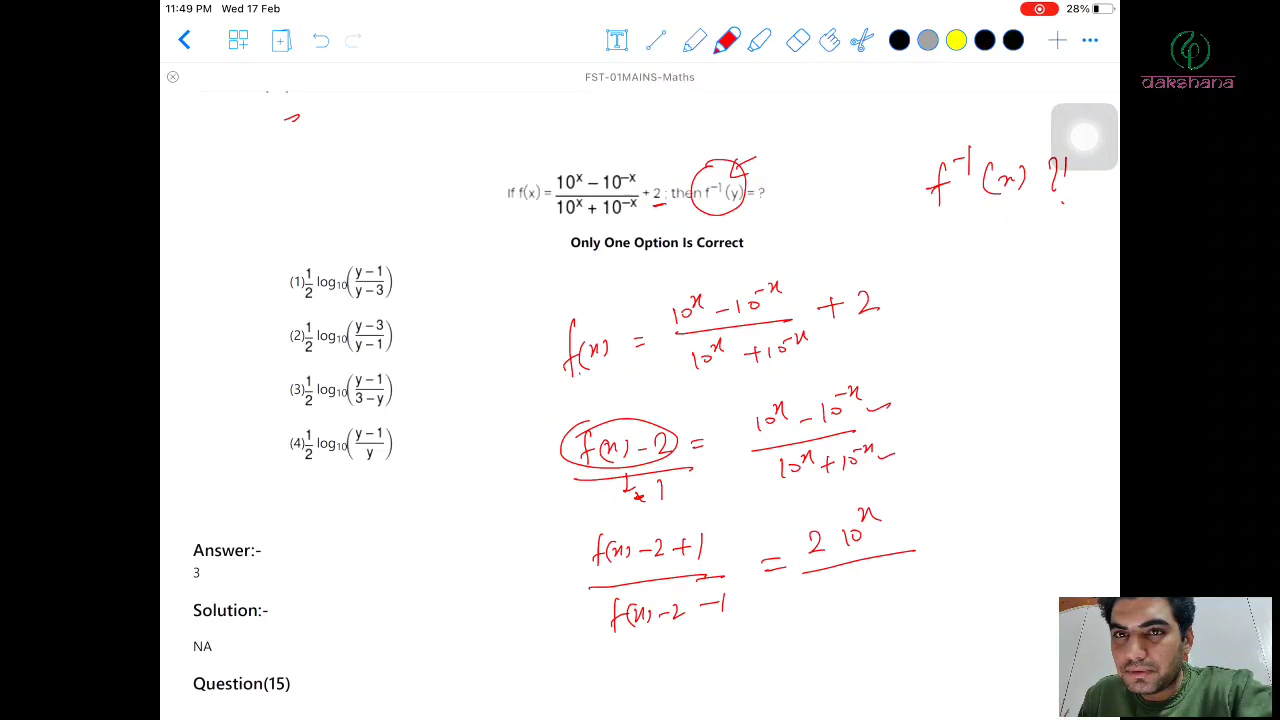 11:49 PM Wed 17 Feb
28%
FST-01MAINS-Maths
dakshana
If f(x) = (10^x − 10^−x)/(10^x + 10^−x) + 2 ; then f^−1 (y) = ?
f^-1 (x) ?!
Only One Option Is Correct
(1) 1/2 log10((y − 1)/(y − 3))
(2) 1/2 log10((y − 3)/(y − 1))
(3) 1/2 log10((y − 1)/(3 − y))
(4) 1/2 log10((y − 1)/y)
f(x) = (10^x − 10^-x)/(10^x + 10^-x) + 2
(f(x) − 2)/1 = (10^x − 10^-x)/(10^x + 10^-x)
(f(x) − 2 + 1)/(f(x) − 2 − 1) = 2 10^x
Answer:-
3
Solution:-
NA
Question(15)